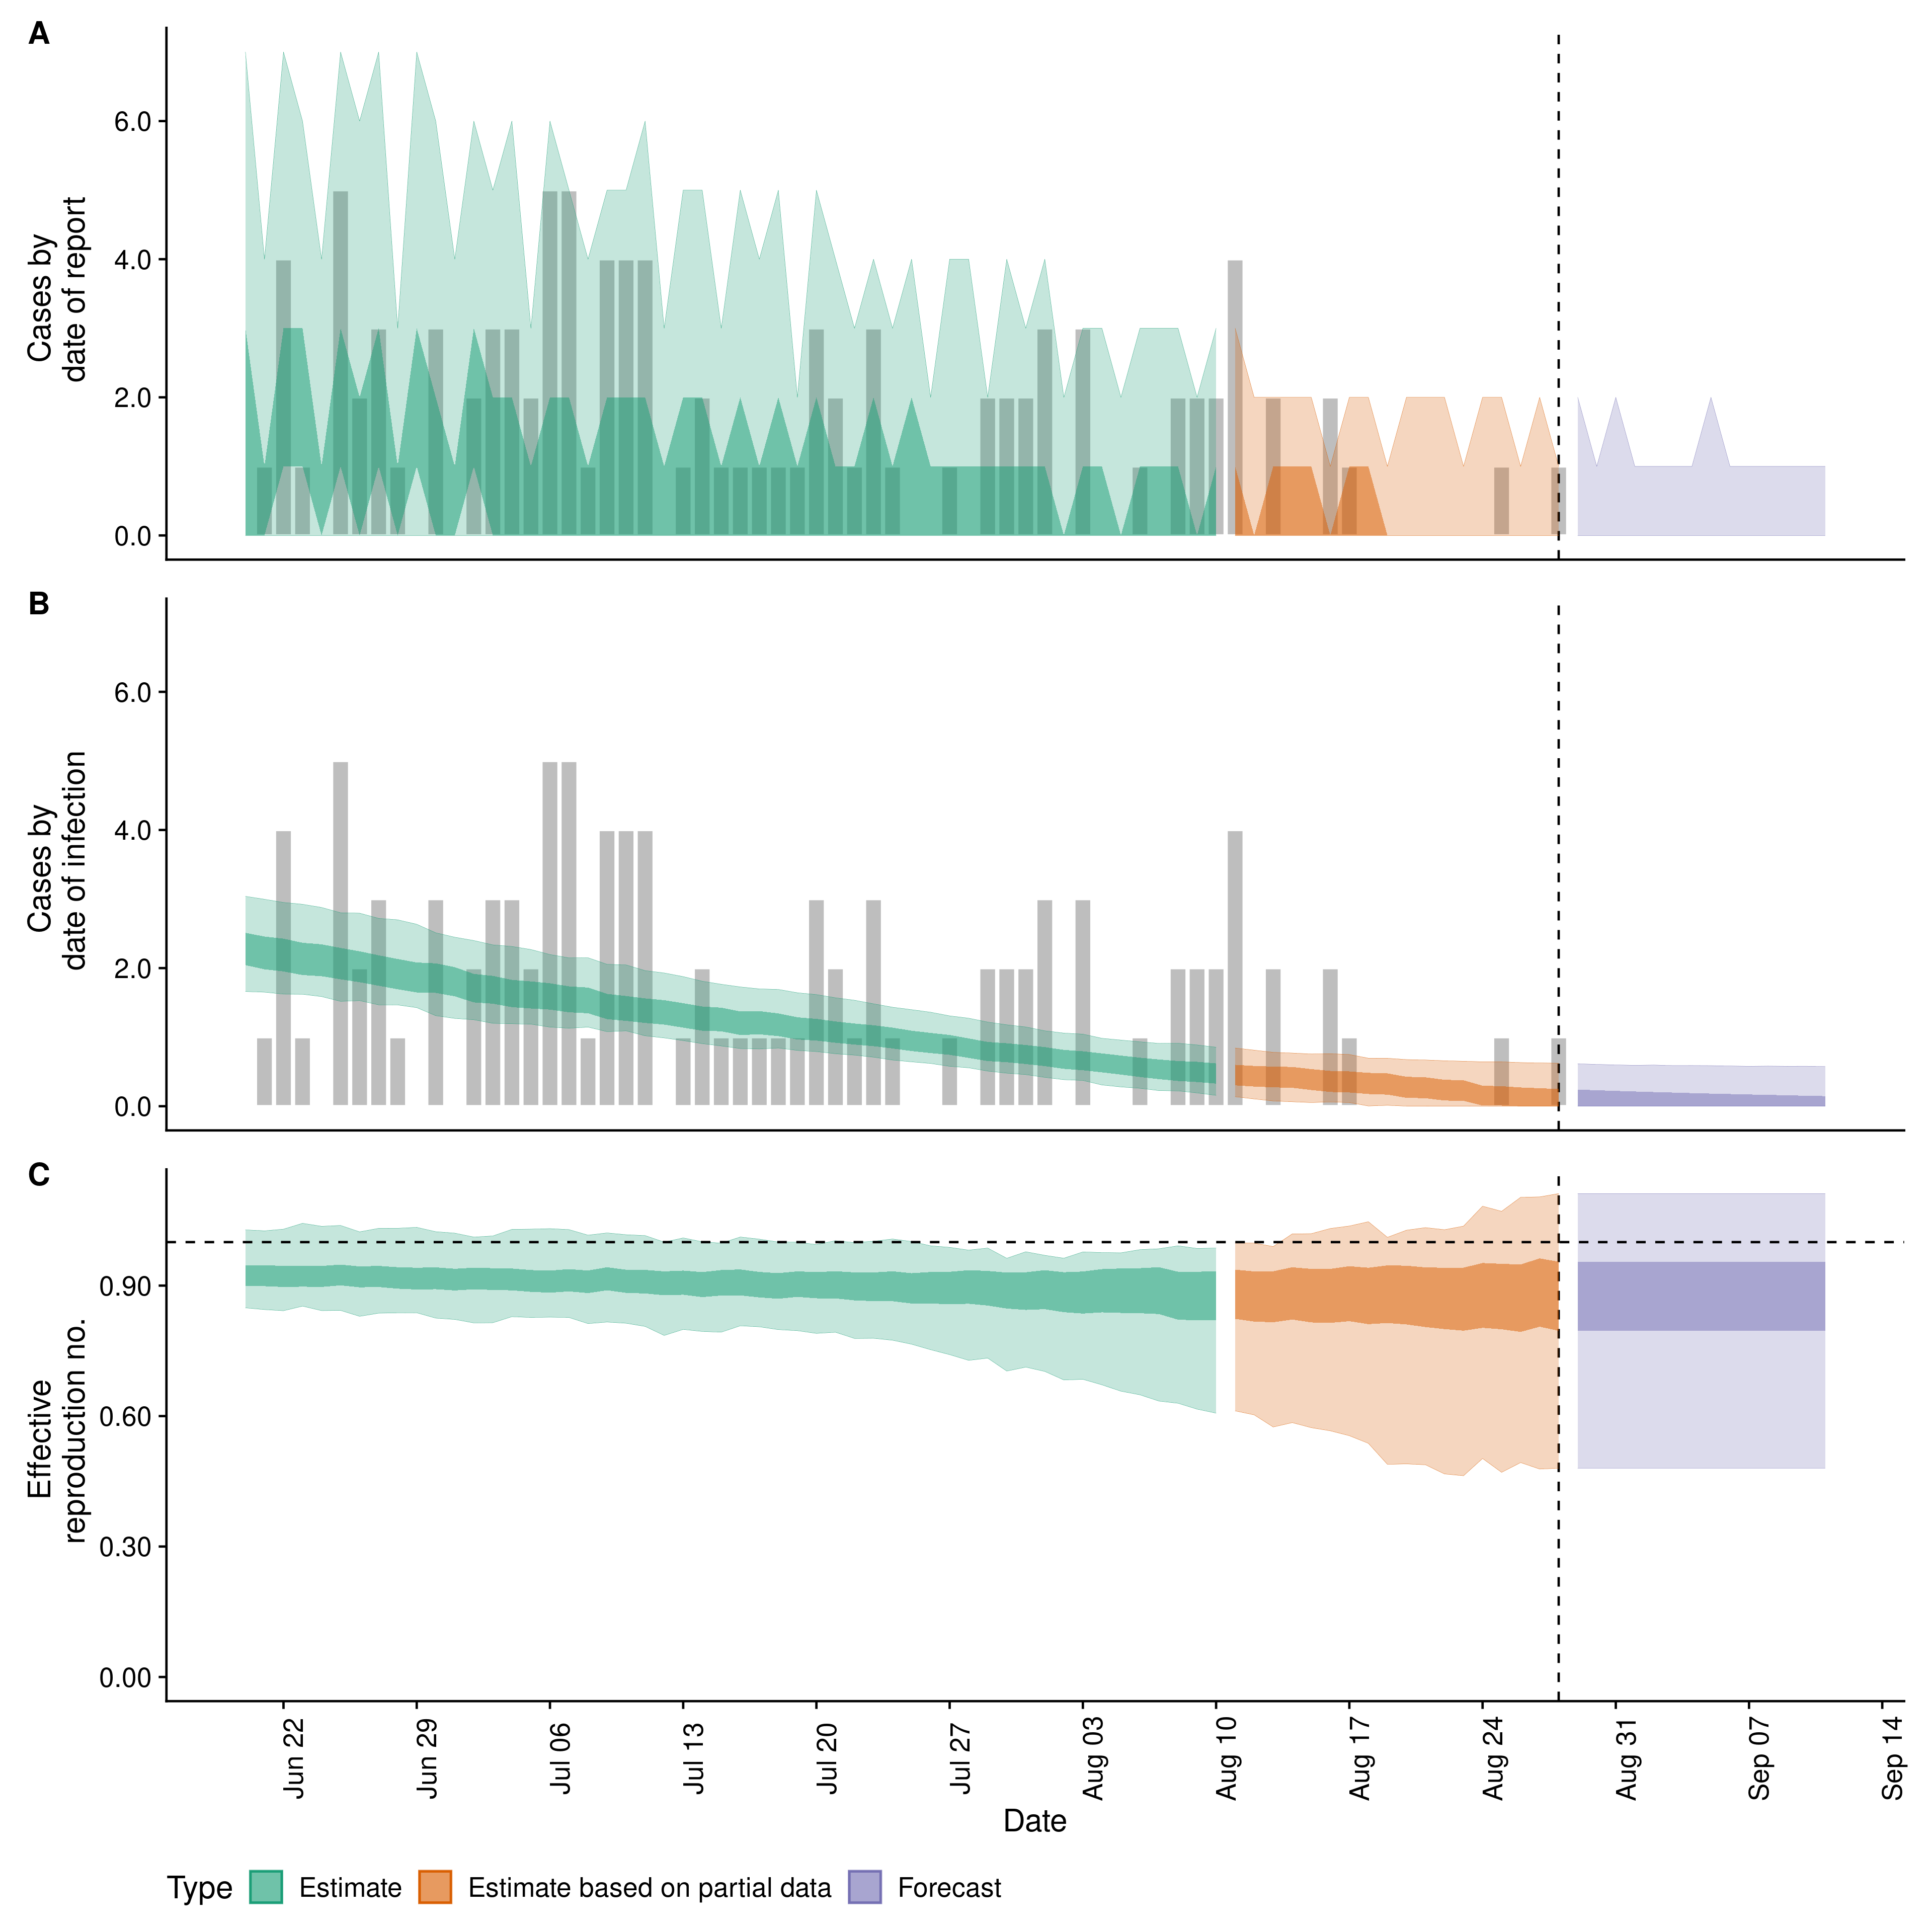 A
Cases by
date of report
6.0
4.0
2.0
0.0
B
Cases by
date of infection
6.0
4.0
2.0
0.0
C
Effective
reproduction no.
0.90
0.60
0.30
0.00
Jun 22
Jun 29
Jul 06
Jul 13
Jul 20
Jul 27
Aug 03
Aug 10
Aug 17
Aug 24
Aug 31
Sep 07
Sep 14
Date
Type Estimate Estimate based on partial data Forecast